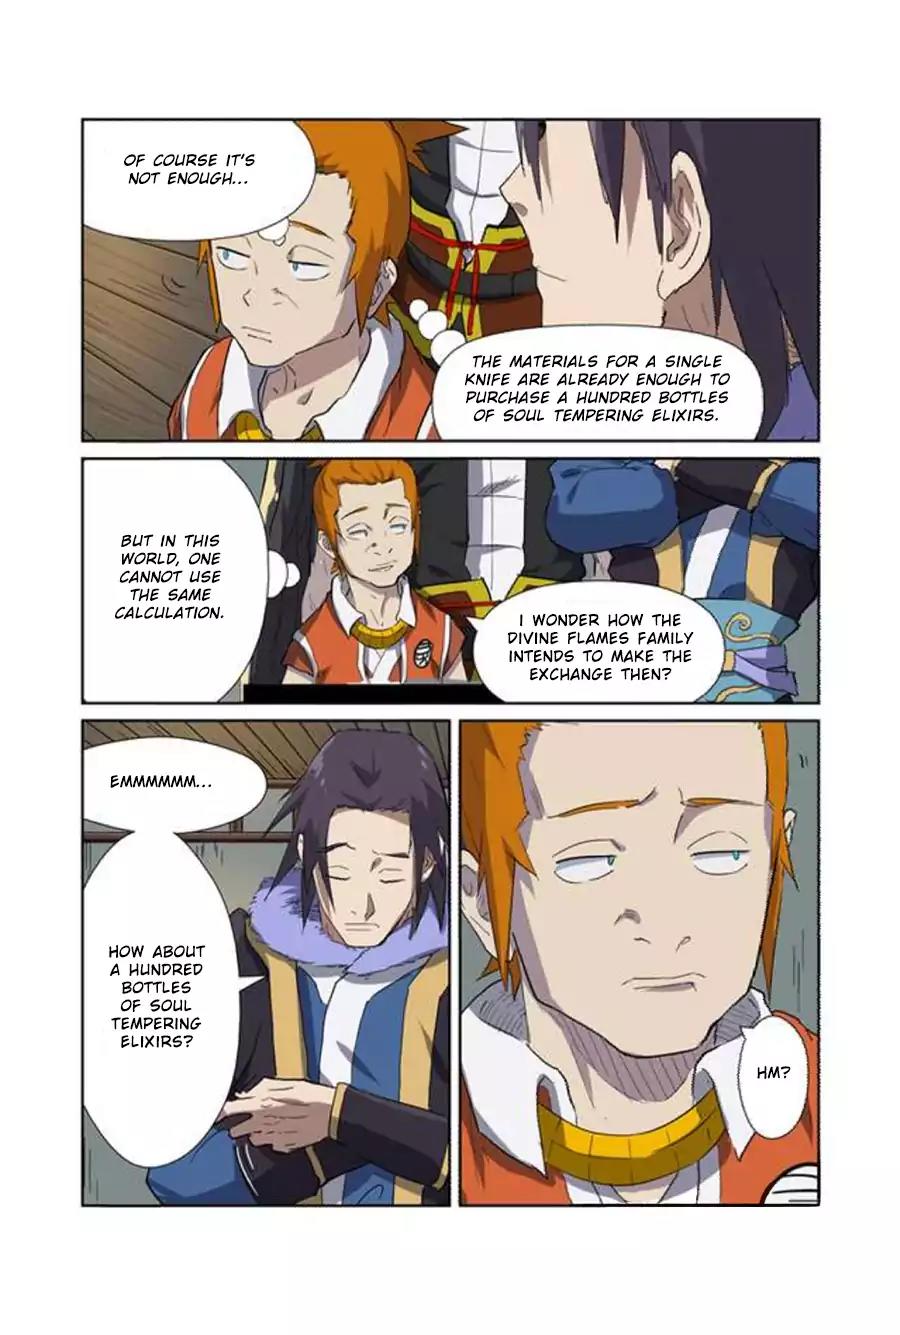 OF COURSE IT'S
NOT ENOUGH...
THE MATERIALS FOR A SINGLE
KNIFE ARE ALREADY ENOUGH TO
PURCHASE A HUNDRED BOTTLES
OF SOUL TEMPERING ELIXIRS.
BUT IN THIS
WORLD, ONE
CANNOT USE
THE SAME
CALCULATION.
I WONDER HOW THE
DIVINE FLAMES FAMILY
INTENDS TO MAKE THE
EXCHANGE THEN?
EMMMMMM...
HOW ABOUT
A HUNDRED
BOTTLES
OF SOUL
TEMPERING
ELIXIRS?
HM?